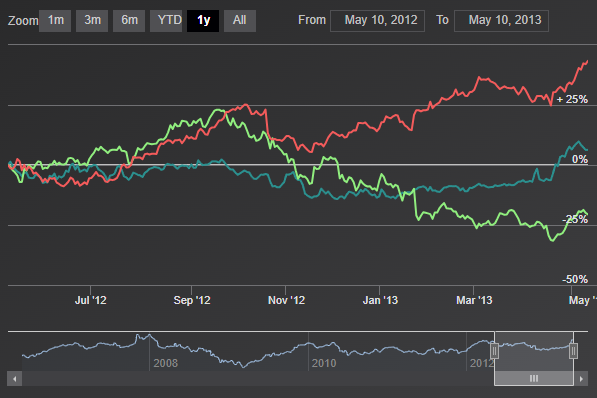 Zoom 1m 3m 6m YTD 1y All From May 10, 2012 To May 10, 2013
+ 25%
0%
-25%
-50%
Jul '12 Sep '12 Nov '12 Jan '13 Mar '13 May '
2008 2010 2012